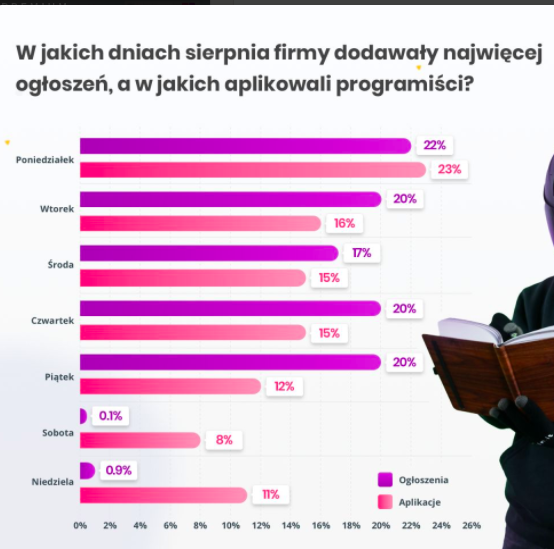 W jakich dniach sierpnia firmy dodawały najwięcej
ogłoszeń, a w jakich aplikowali programiści?
Poniedziałek
22%
23%
Wtorek
20%
16%
Środa
17%
15%
Czwartek
20%
15%
Piątek
20%
12%
Sobota
0.1%
8%
Niedziela
0.9%
11%
Ogłoszenia
Aplikacje
0% 2% 4% 6% 8% 10% 12% 14% 16% 18% 20% 22% 24% 26%